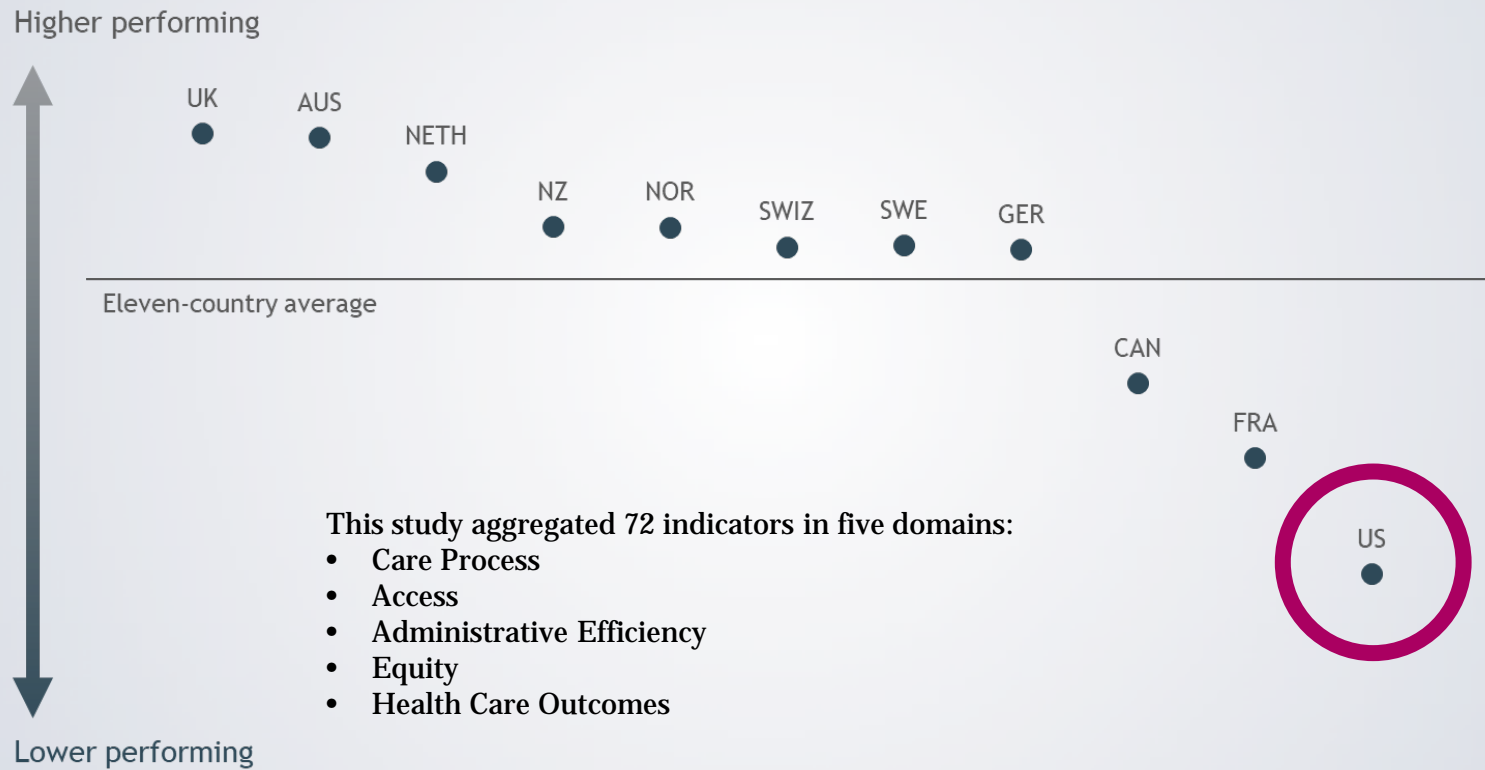 Higher performing
UK
AUS
NETH
NZ
NOR
SWIZ
SWE
GER
Eleven-country average
CAN
FRA
US
This study aggregated 72 indicators in five domains:
• Care Process
• Access
• Administrative Efficiency
• Equity
• Health Care Outcomes
Lower performing